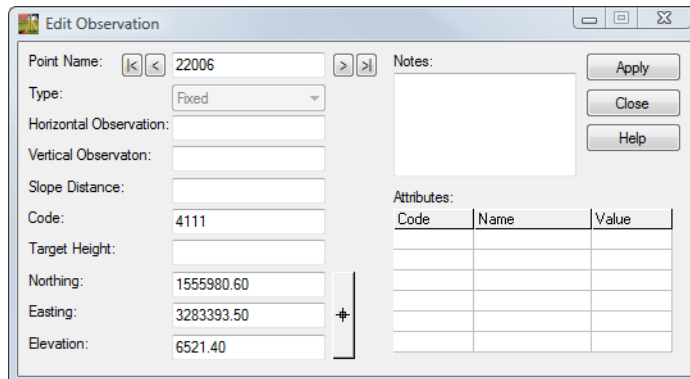 Edit Observation
Point Name: |< < 22006 > >|
Type: Fixed
Horizontal Observation:
Vertical Observaton:
Slope Distance:
Code: 4111
Target Height:
Northing: 1555980.60
Easting: 3283393.50
Elevation: 6521.40
Notes:
Apply
Close
Help
Attributes:
Code Name Value